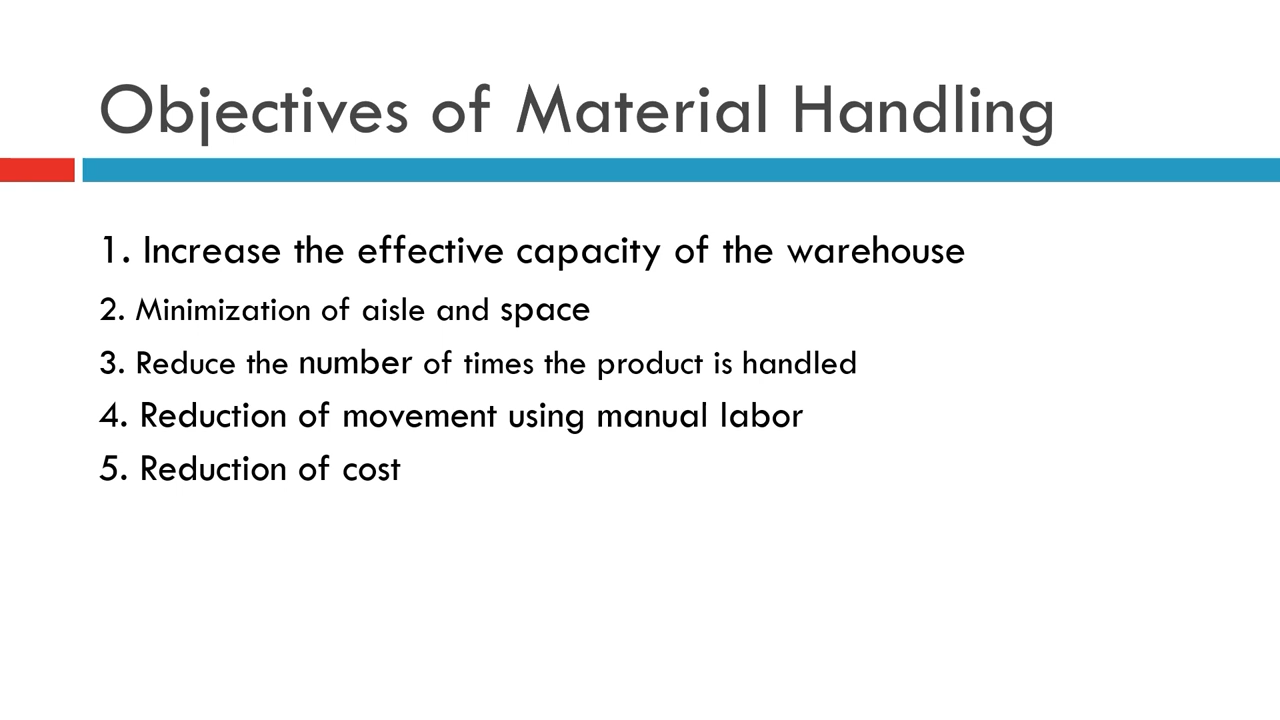 Objectives of Material Handling
1. Increase the effective capacity of the warehouse
2. Minimization of aisle and space
3. Reduce the number of times the product is handled
4. Reduction of movement using manual labor
5. Reduction of cost